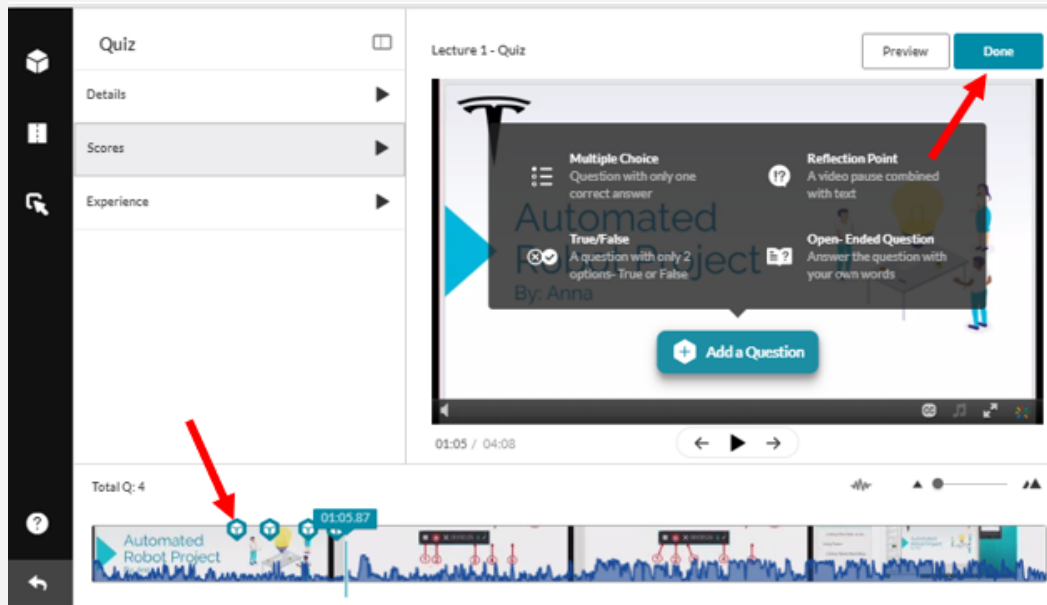 Quiz
Details
Scores
Experience
Lecture 1 - Quiz
Preview
Done
Multiple Choice
Question with only one
correct answer
Reflection Point
A video pause combined
with text
True/False
A question with only 2
options- True or False
Open- Ended Question
Answer the question with
your own words
Automated
Robot Project
By: Anna
Add a Question
01:05 / 04:08
Total Q: 4
01:05.87
Automated
Robot Project